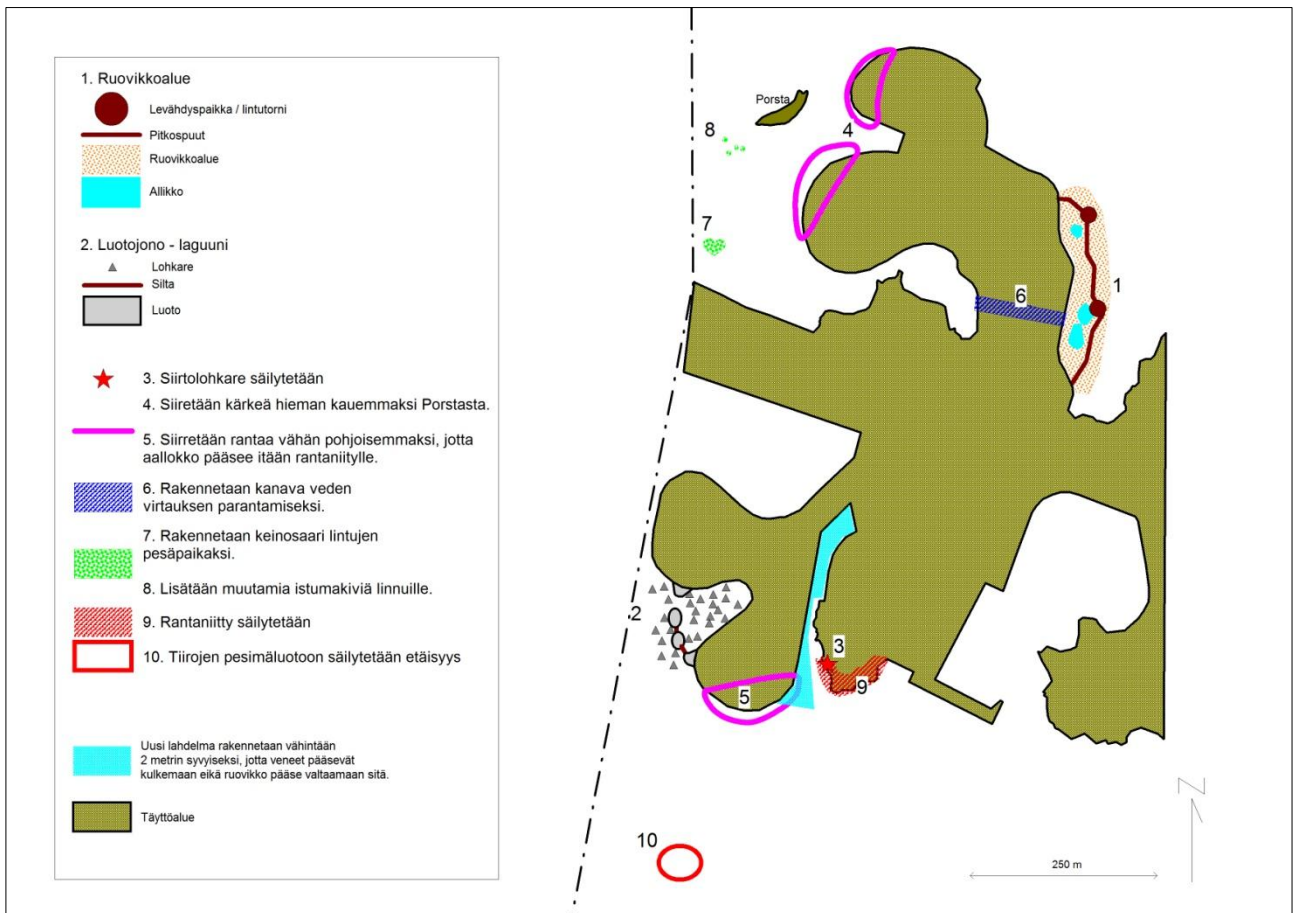 1. Ruovikkoalue
Levähdyspaikka / lintutorni
Pitkospuut
Ruovikkoalue
Allikko
2. Luotojono - laguuni
Lohkare
Silta
Luoto
3. Siirtolohkare säilytetään
4. Siiretään kärkeä hieman kauemmaksi Porstasta.
5. Siirretään rantaa vähän pohjoisemmaksi, jotta
aallokko pääsee itään rantaniitylle.
6. Rakennetaan kanava veden
virtauksen parantamiseksi.
7. Rakennetaan keinosaari lintujen
pesäpaikaksi.
8. Lisätään muutamia istumakiviä linnuille.
9. Rantaniitty säilytetään
10. Tiirojen pesimäluotoon säilytetään etäisyys
Uusi lahdelma rakennetaan vähintään
2 metrin syvyiseksi, jotta veneet pääsevät
kulkemaan eikä ruovikko pääse valtaamaan sitä.
Täyttöalue
Porsta
8
4
7
1
6
2
3
5
9
10
N
250 m